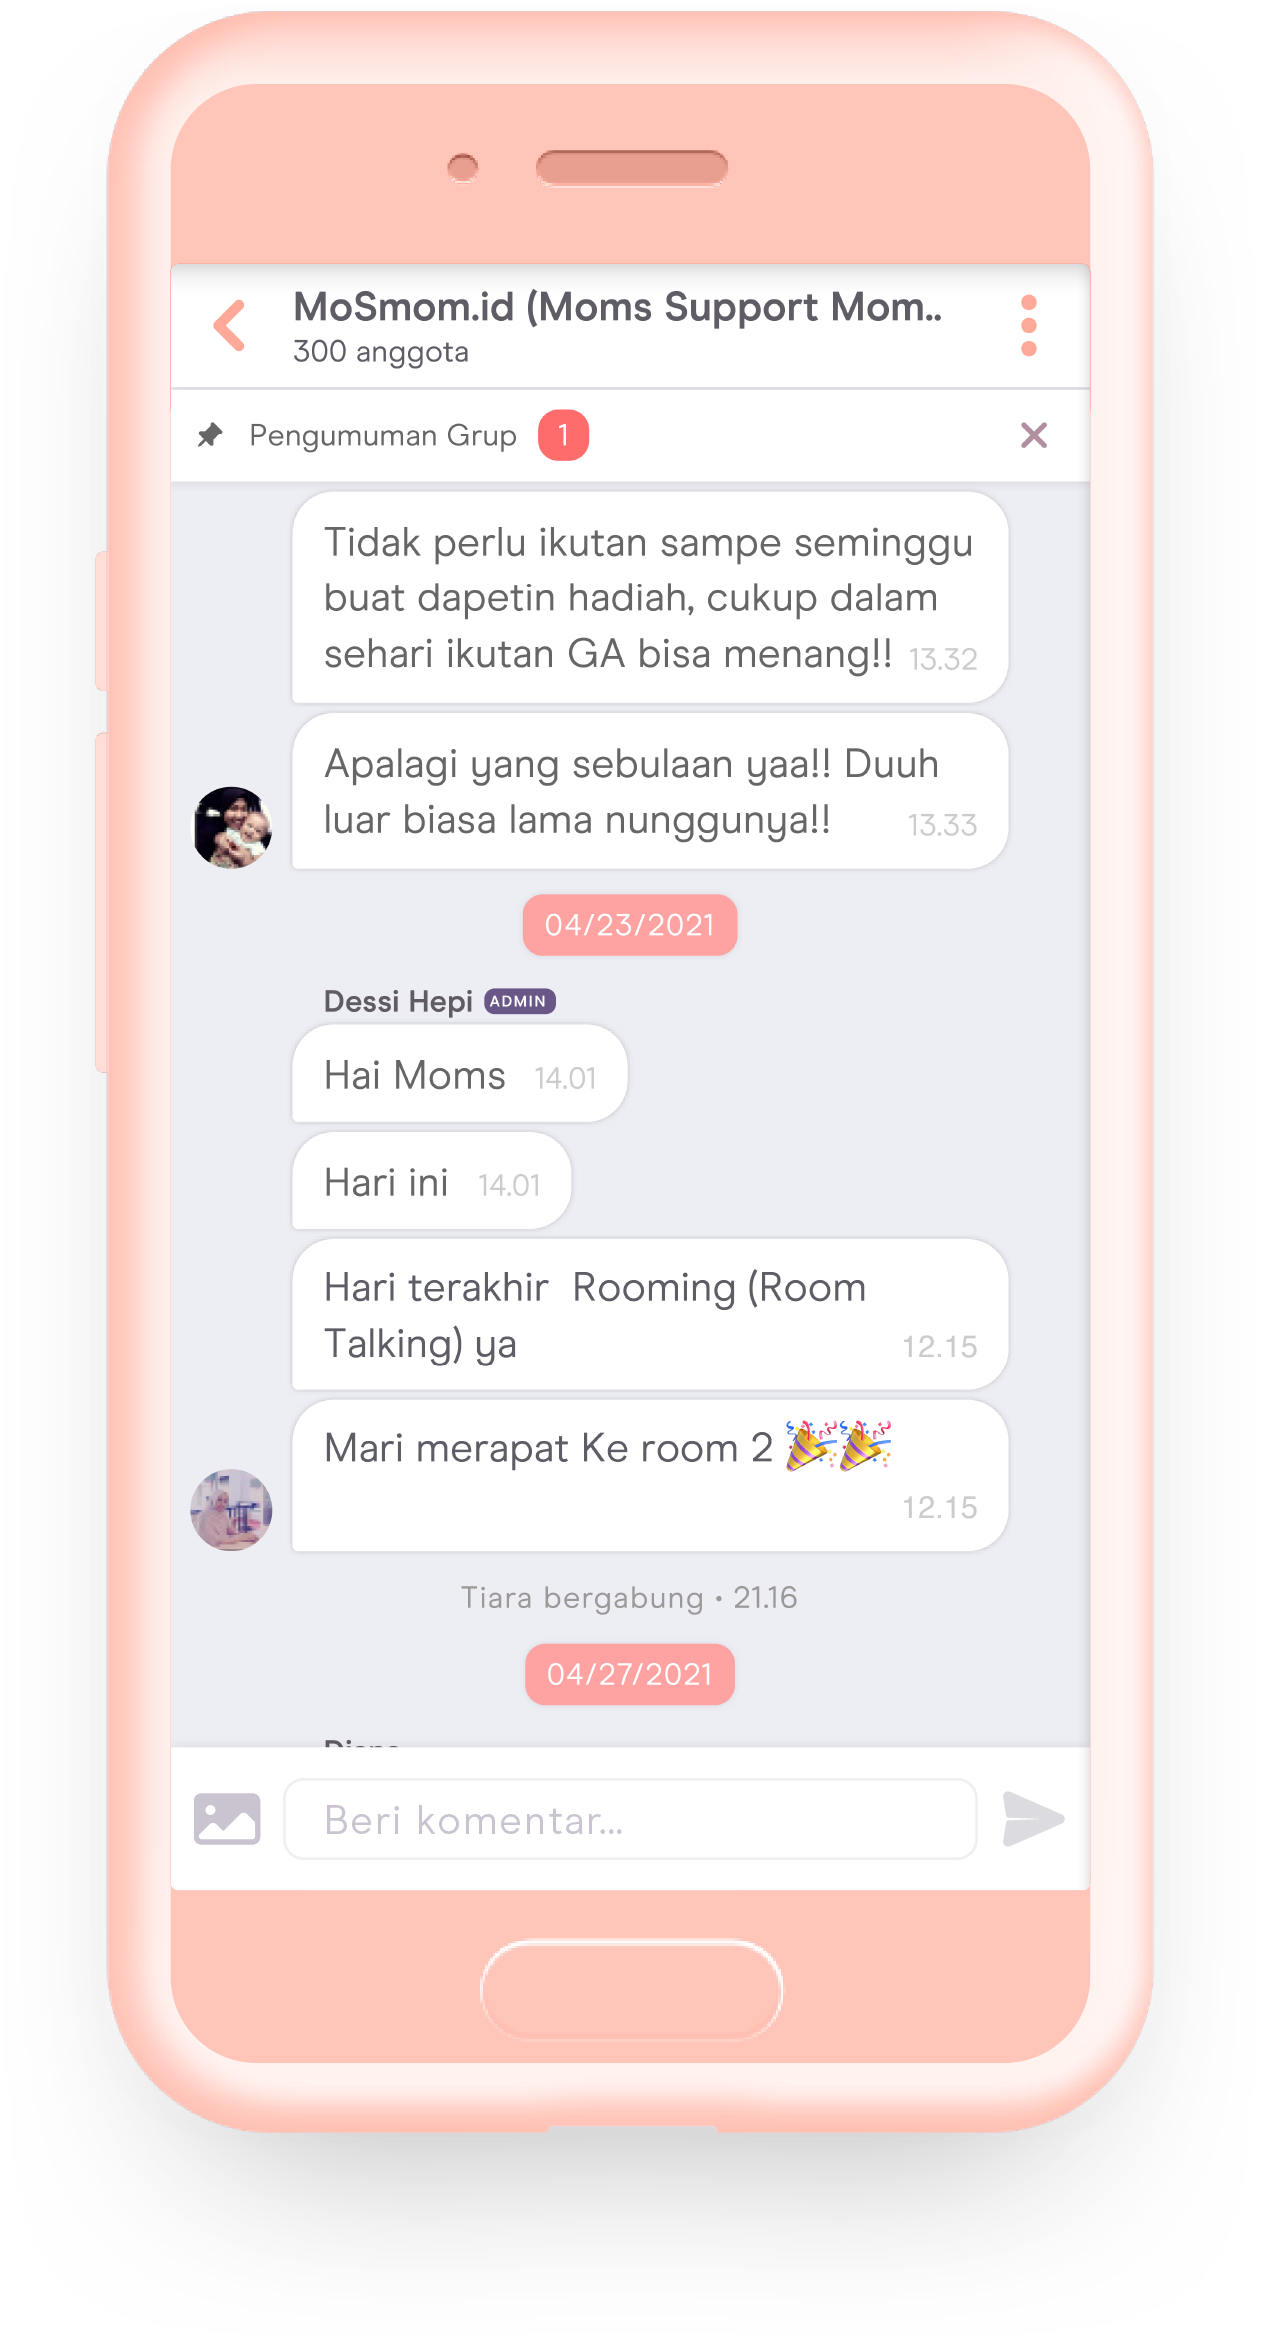 MoSmom.id (Moms Support Mom..
300 anggota
Pengumuman Grup 1
Tidak perlu ikutan sampe seminggu
buat dapetin hadiah, cukup dalam
sehari ikutan GA bisa menang!! 13.32
Apalagi yang sebulaan yaa!! Duuh
luar biasa lama nunggunya!! 13.33
04/23/2021
Dessi Hepi ADMIN
Hai Moms 14.01
Hari ini 14.01
Hari terakhir Rooming (Room
Talking) ya 12.15
Mari merapat Ke room 2 🎉🎉
12.15
Tiara bergabung • 21.16
04/27/2021
Beri komentar...